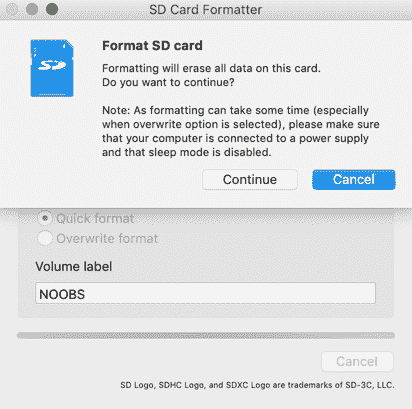 SD Card Formatter
Format SD card
Formatting will erase all data on this card.
Do you want to continue?
Note: As formatting can take some time (especially
when overwrite option is selected), please make sure
that your computer is connected to a power supply
and that sleep mode is disabled.
Continue
Cancel
Quick format
Overwrite format
Volume label
NOOBS
Cancel
SD Logo, SDHC Logo, and SDXC Logo are trademarks of SD-3C, LLC.